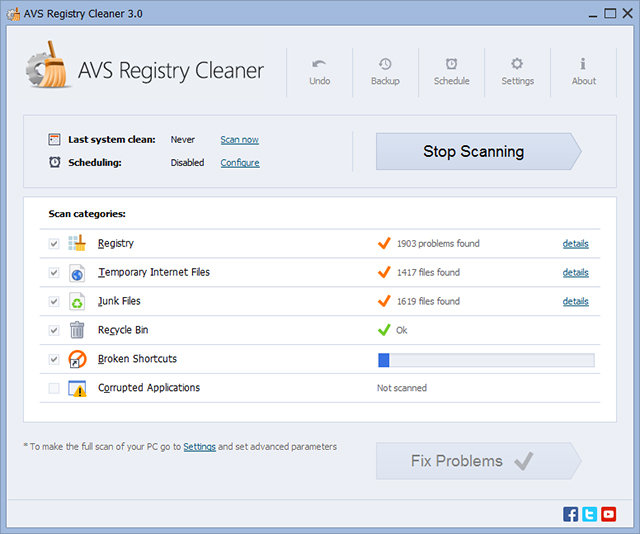 AVS Registry Cleaner 3.0
AVS Registry Cleaner
Undo
Backup
Schedule
Settings
About
Last system clean: Never Scan now
Scheduling: Disabled Configure
Stop Scanning
Scan categories:
Registry 1903 problems found details
Temporary Internet Files 1417 files found details
Junk Files 1619 files found details
Recycle Bin Ok
Broken Shortcuts
Corrupted Applications Not scanned
* To make the full scan of your PC go to Settings and set advanced parameters
Fix Problems